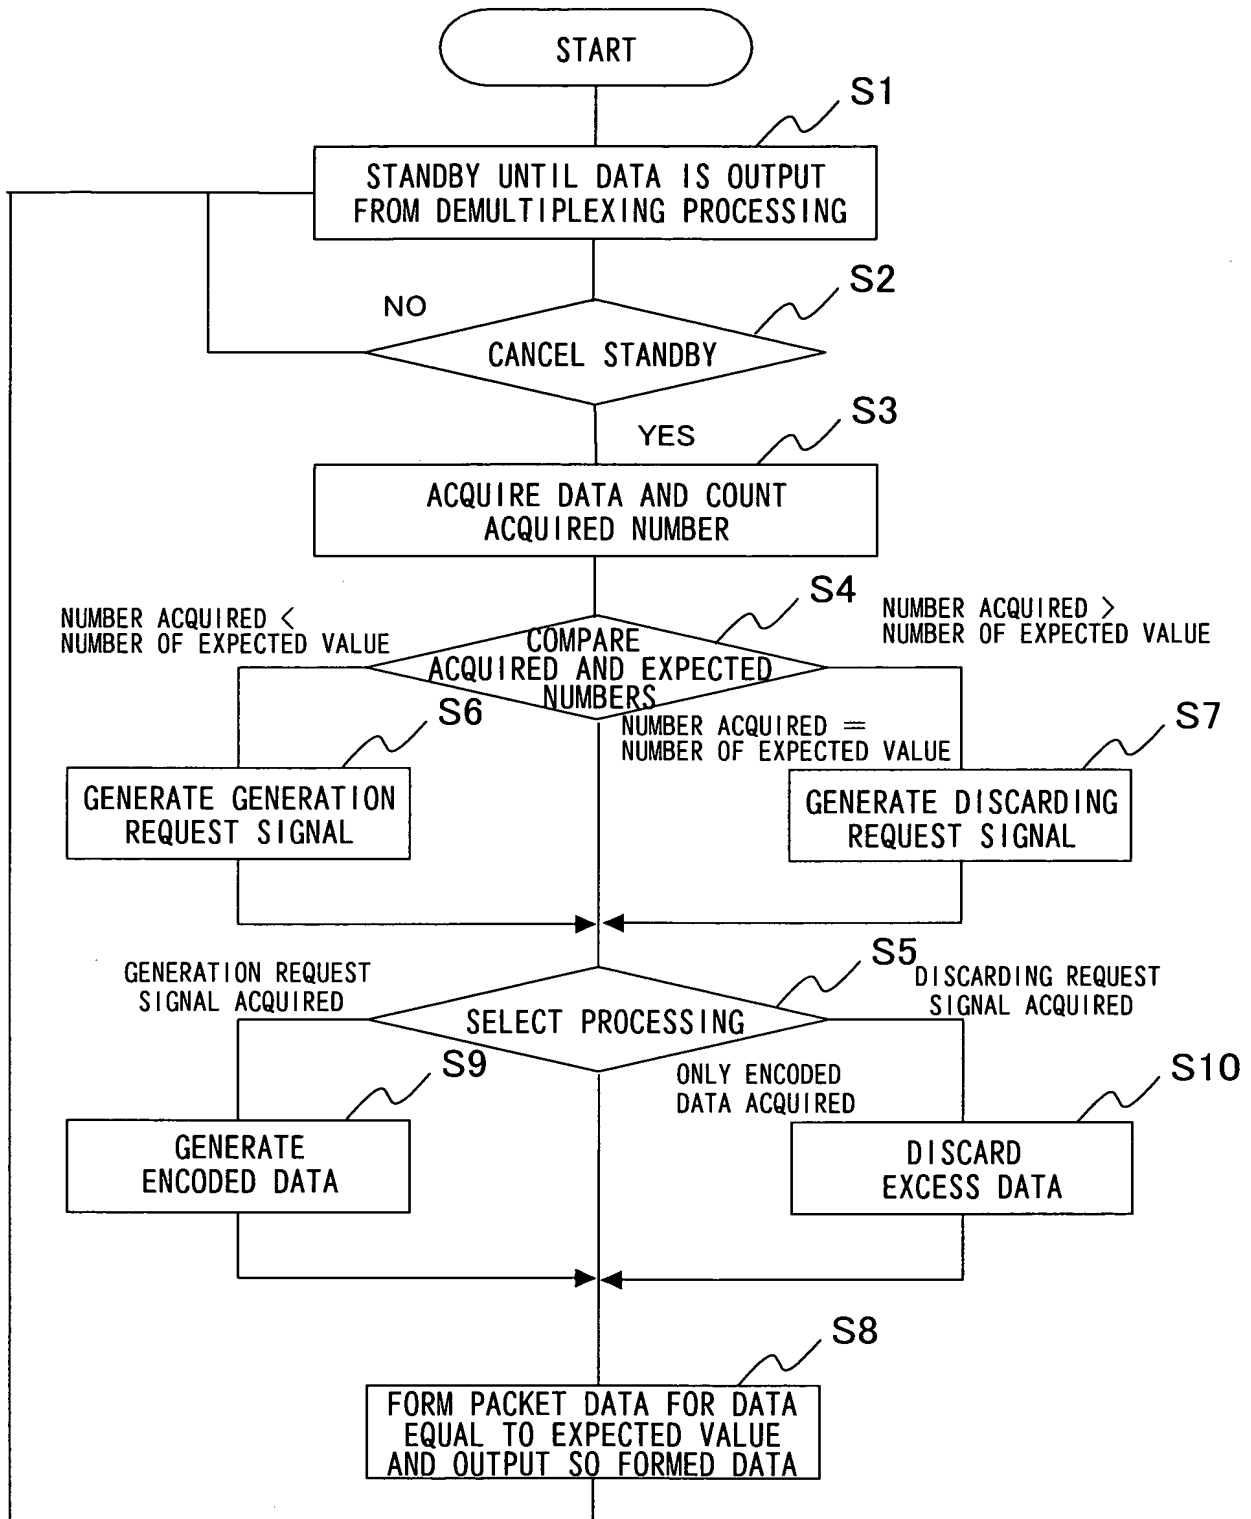 START
S1
STANDBY UNTIL DATA IS OUTPUT
FROM DEMULTIPLEXING PROCESSING
S2
NO
CANCEL STANDBY
YES
S3
ACQUIRE DATA AND COUNT
ACQUIRED NUMBER
S4
NUMBER ACQUIRED <
NUMBER OF EXPECTED VALUE
COMPARE
ACQUIRED AND EXPECTED
NUMBERS
NUMBER ACQUIRED >
NUMBER OF EXPECTED VALUE
S6
NUMBER ACQUIRED =
NUMBER OF EXPECTED VALUE
S7
GENERATE GENERATION
REQUEST SIGNAL
GENERATE DISCARDING
REQUEST SIGNAL
S5
GENERATION REQUEST
SIGNAL ACQUIRED
SELECT PROCESSING
DISCARDING REQUEST
SIGNAL ACQUIRED
S9
ONLY ENCODED
DATA ACQUIRED
S10
GENERATE
ENCODED DATA
DISCARD
EXCESS DATA
S8
FORM PACKET DATA FOR DATA
EQUAL TO EXPECTED VALUE
AND OUTPUT SO FORMED DATA